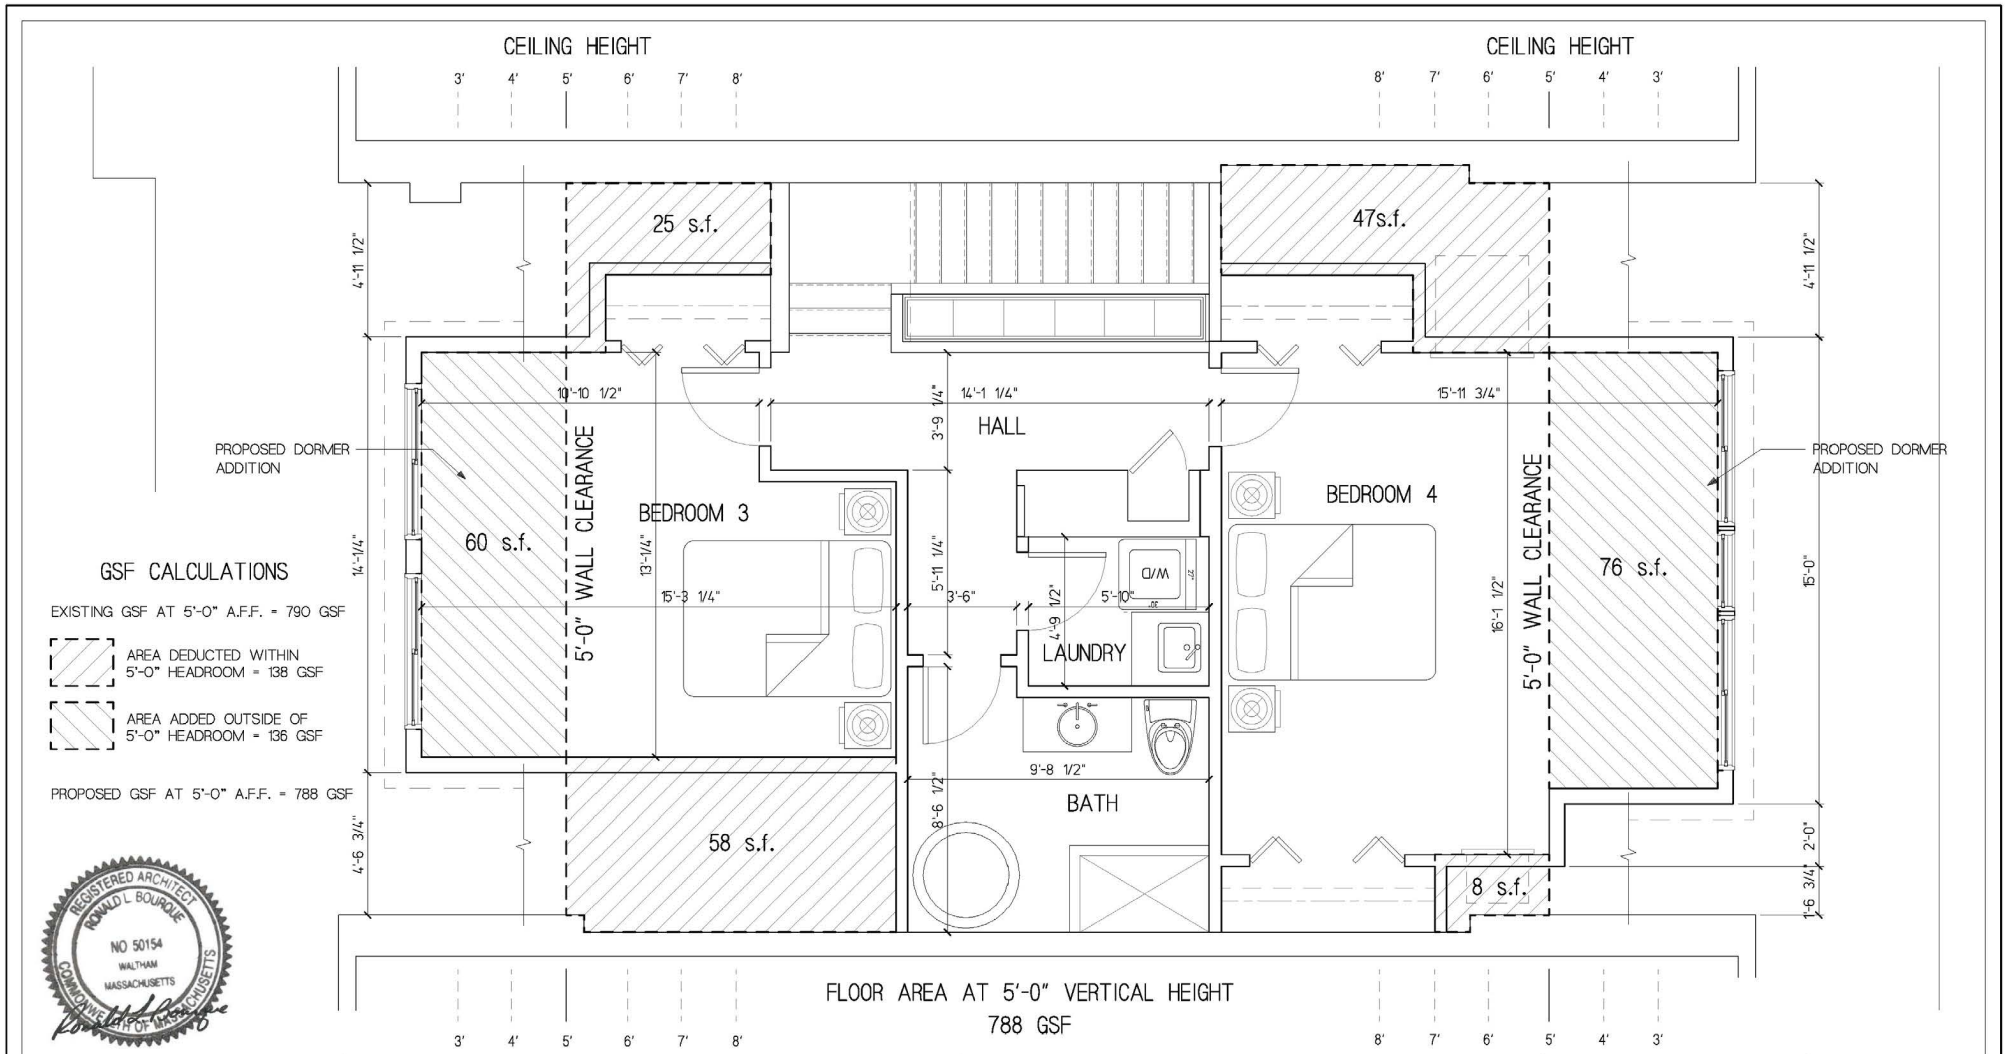 CEILING HEIGHT
CEILING HEIGHT
3' 4' 5' 6' 7' 8'
8' 7' 6' 5' 4' 3'
25 s.f.
47s.f.
4'-11 1/2"
4'-11 1/2"
10'-10 1/2"
14'-1 1/4"
15'-11 3/4"
3'-9 1/4"
HALL
PROPOSED DORMER
ADDITION
PROPOSED DORMER
ADDITION
5'-0" WALL CLEARANCE
5'-0" WALL CLEARANCE
BEDROOM 3
BEDROOM 4
60 s.f.
76 s.f.
14'-1/4"
13'-1/4"
5'-11 1/4"
W/D
27"
30"
15'-0"
15'-3 1/4"
3'-6"
5'-10"
4'-9 1/2"
16'-1 1/2"
LAUNDRY
GSF CALCULATIONS
EXISTING GSF AT 5'-0" A.F.F. = 790 GSF
AREA DEDUCTED WITHIN
5'-0" HEADROOM = 138 GSF
AREA ADDED OUTSIDE OF
5'-0" HEADROOM = 136 GSF
PROPOSED GSF AT 5'-0" A.F.F. = 788 GSF
9'-8 1/2"
BATH
8'-6 1/2"
58 s.f.
8 s.f.
4'-6 3/4"
2'-0"
1'-6 3/4"
REGISTERED ARCHITECT
RONALD L BOURQUE
NO 50154
WALTHAM
MASSACHUSETTS
COMMONWEALTH OF MASSACHUSETTS
Ronald L. Bourque
FLOOR AREA AT 5'-0" VERTICAL HEIGHT
788 GSF
3' 4' 5' 6' 7' 8'
8' 7' 6' 5' 4' 3'